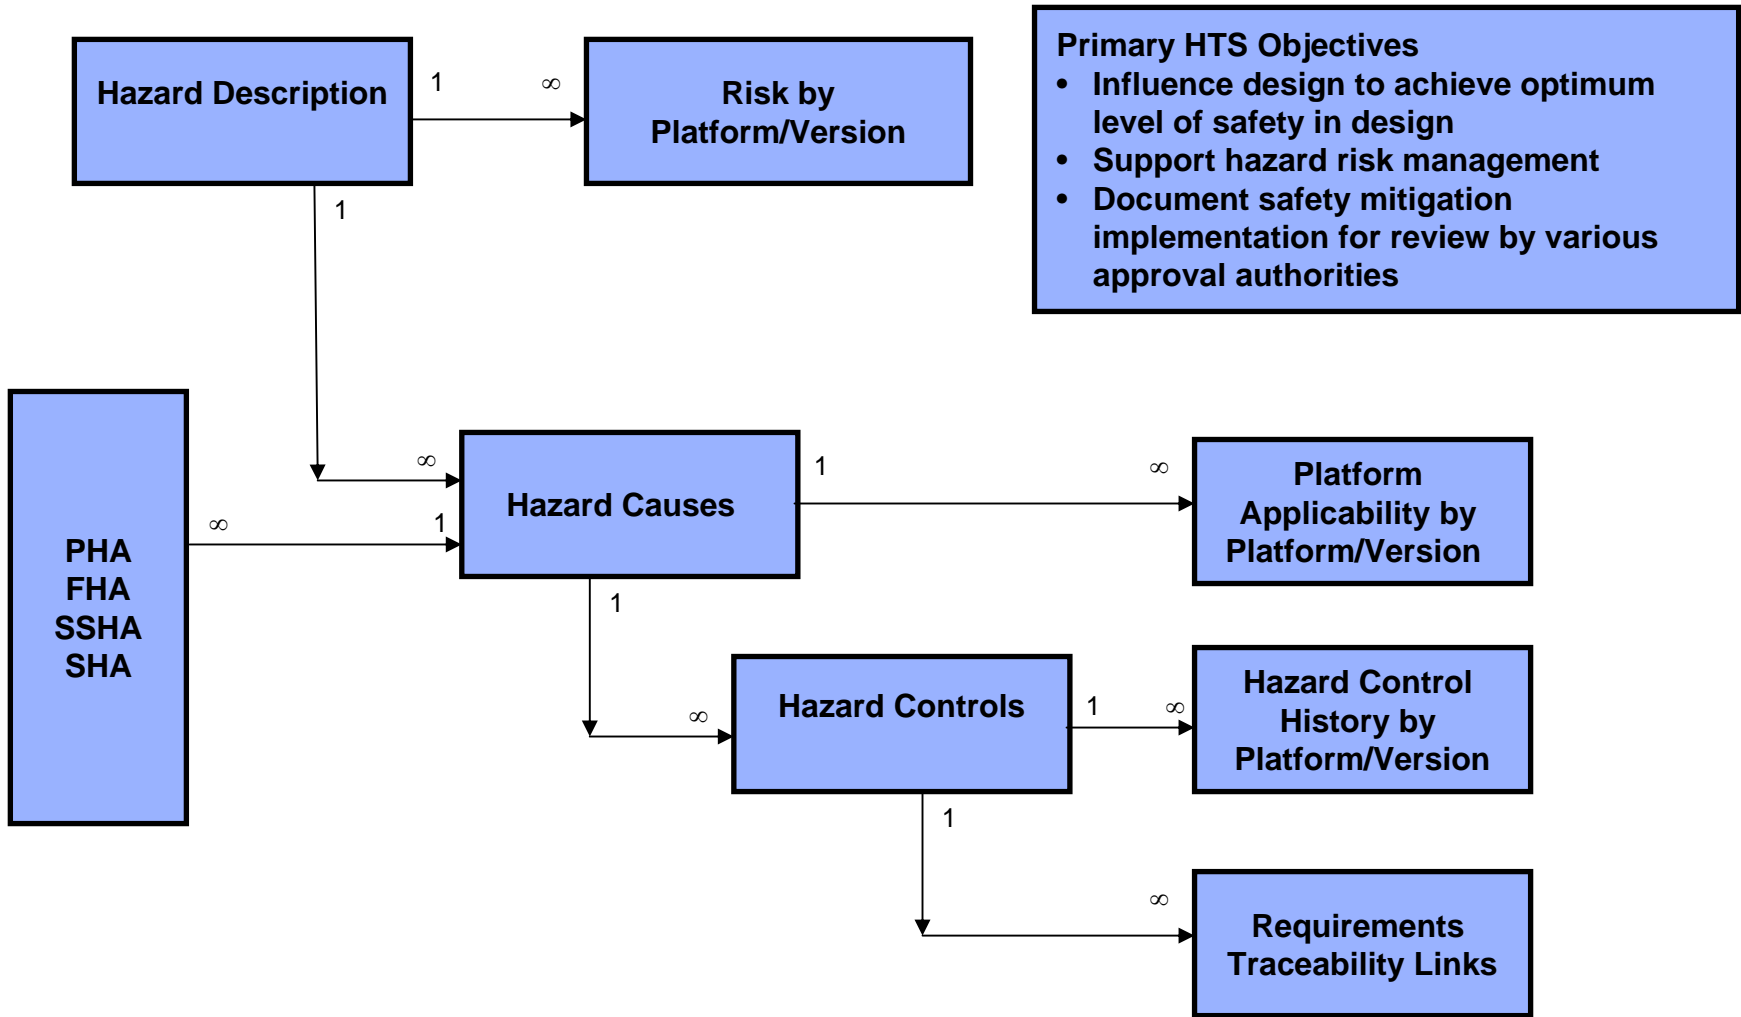 Primary HTS Objectives
• Influence design to achieve optimum
level of safety in design
• Support hazard risk management
• Document safety mitigation
implementation for review by various
approval authorities
Hazard Description
1
∞
Risk by
Platform/Version
1
∞
PHA
FHA
SSHA
SHA
∞
1
Hazard Causes
1
∞
Platform
Applicability by
Platform/Version
1
∞
Hazard Controls
1
∞
Hazard Control
History by
Platform/Version
1
∞
Requirements
Traceability Links